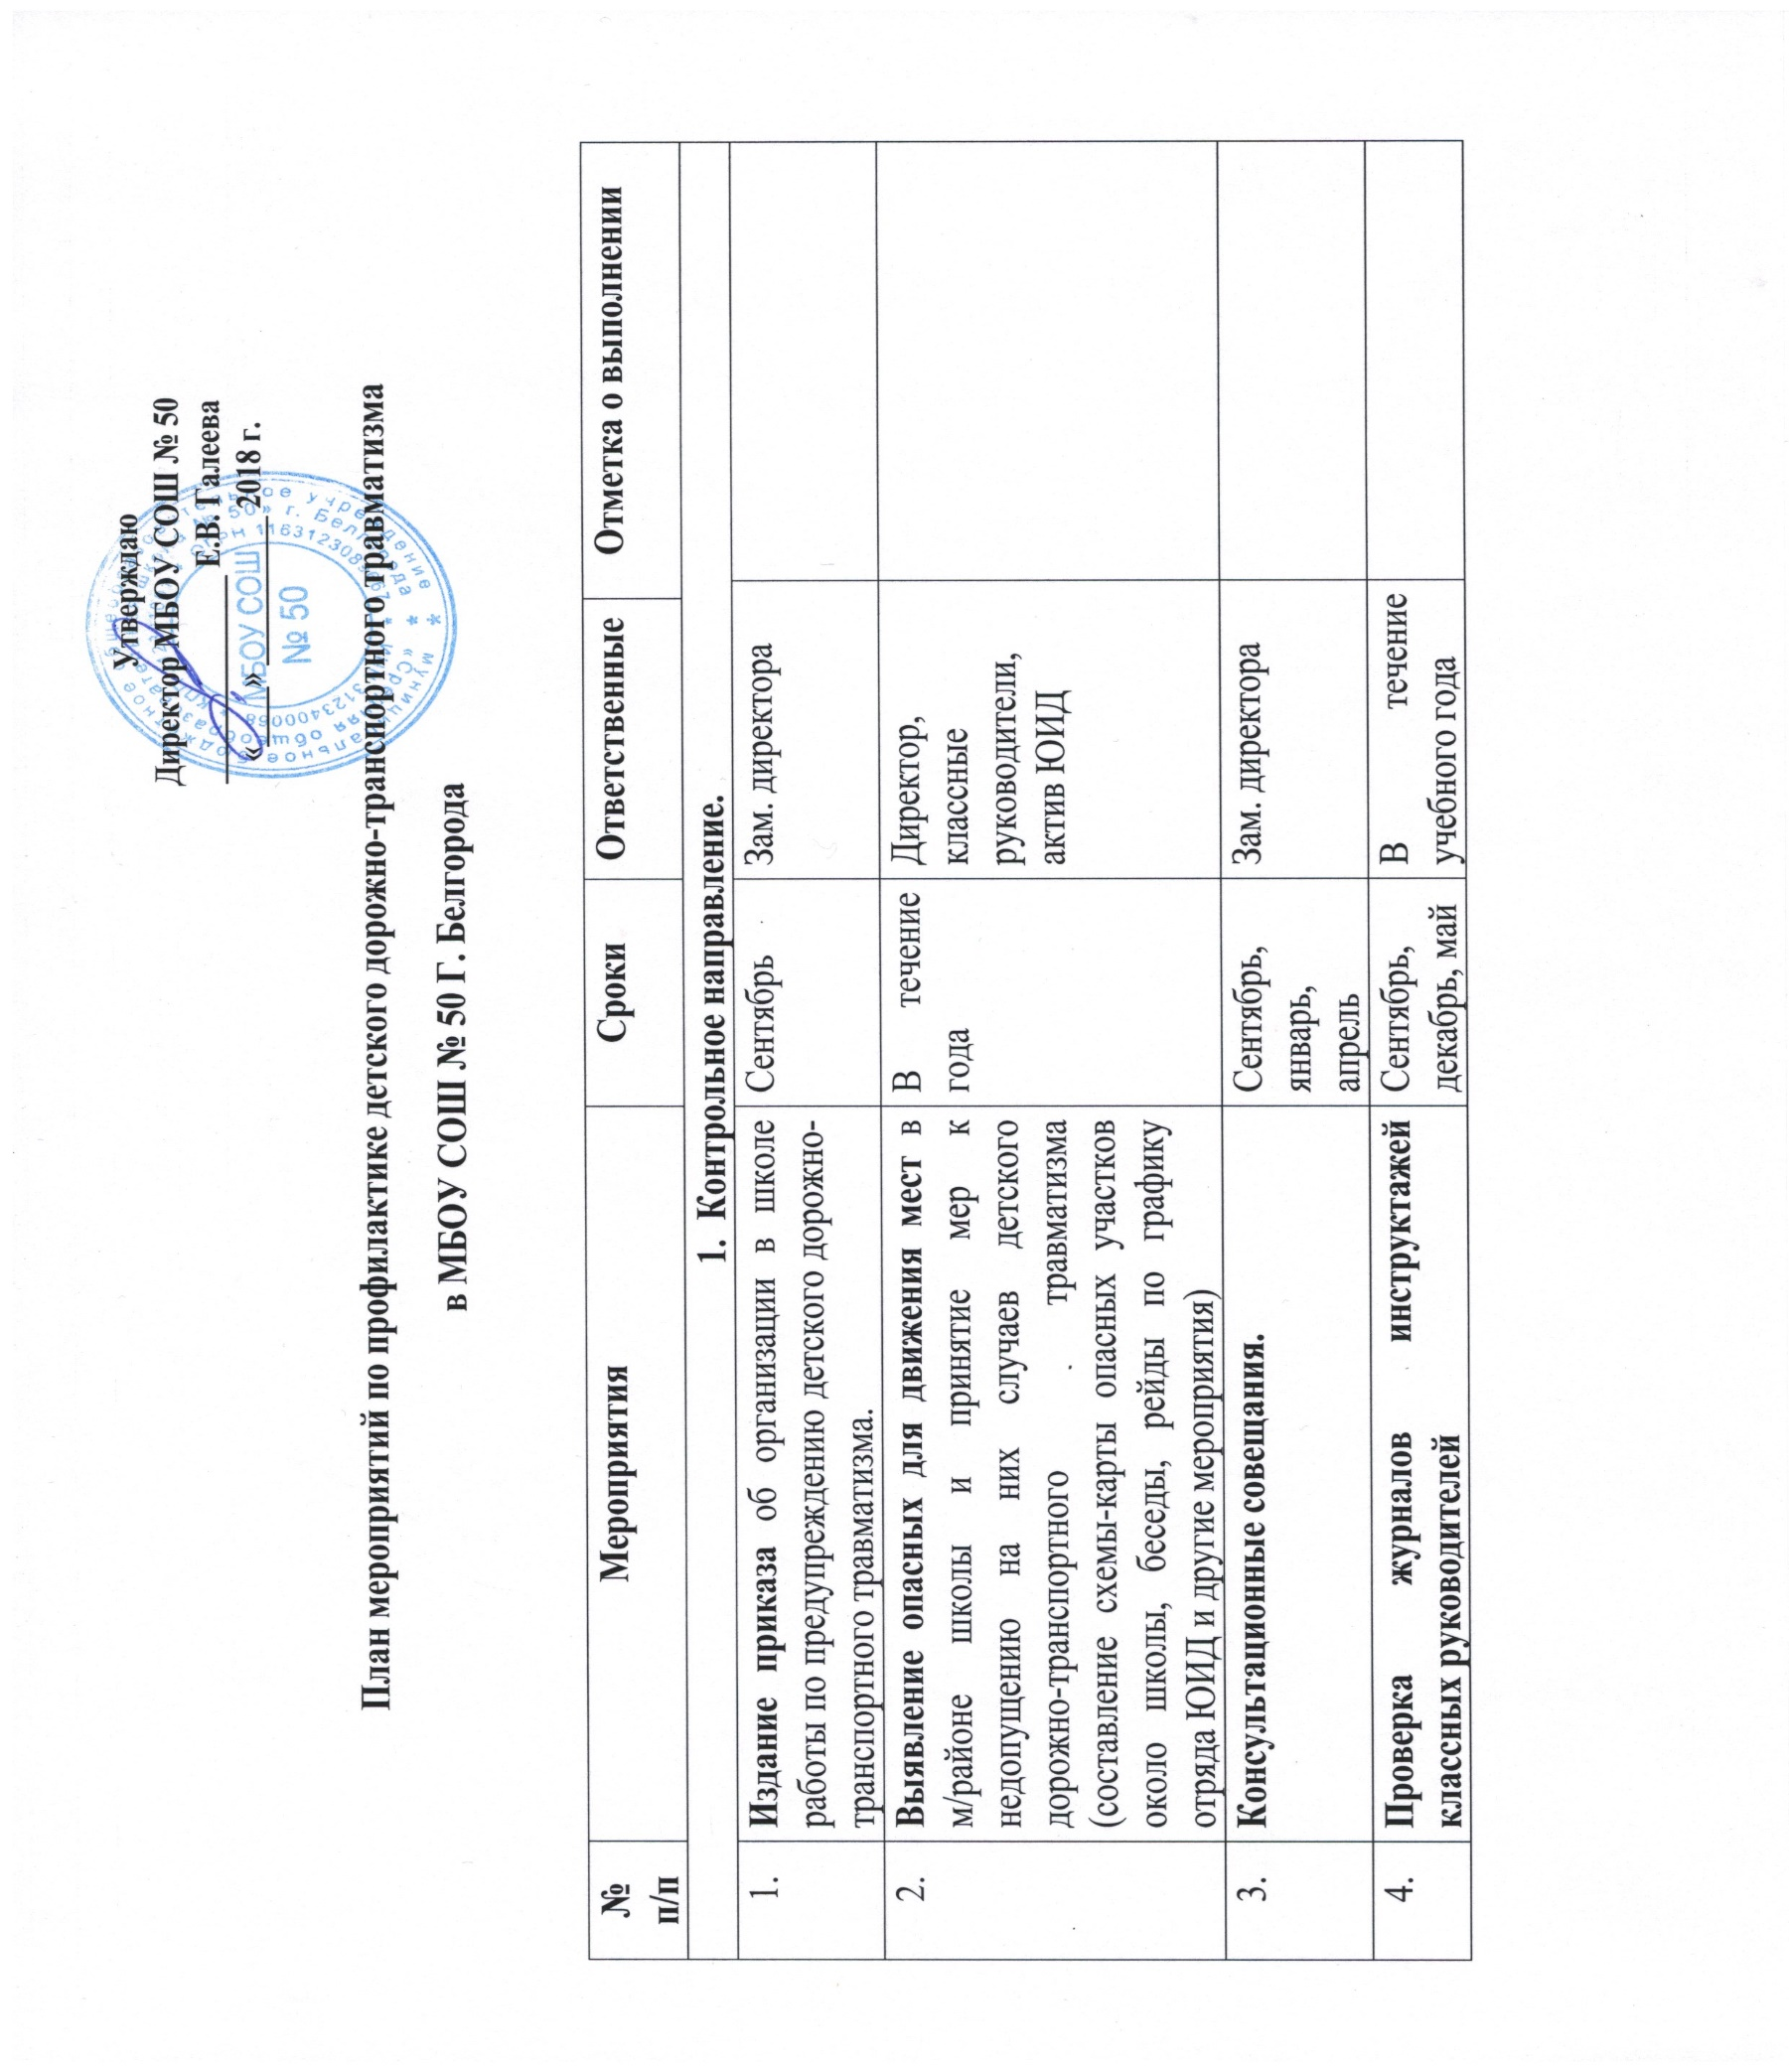 Утверждаю
Директор МБОУ СОШ № 50
Е.В. Галеева
«___»________ 2018 г.
МБОУ СОШ
№ 50
План мероприятий по профилактике детского дорожно-транспортного травматизма
в МБОУ СОШ № 50 Г. Белгорода
№ п/п Мероприятия Сроки Ответственные Отметка о выполнении
1. Контрольное направление.
1.
Издание приказа об организации в школе
работы по предупреждению детского дорожно-
транспортного травматизма.
Сентябрь
Зам. директора
2.
Выявление опасных для движения мест в
м/районе школы и принятие мер к
недопущению на них случаев детского
дорожно-транспортного травматизма
(составление схемы-карты опасных участков
около школы, беседы, рейды по графику
отряда ЮИД и другие мероприятия)
В течение
года
Директор,
классные
руководители,
актив ЮИД
3.
Консультационные совещания.
Сентябрь,
январь,
апрель
Зам. директора
4.
Проверка журналов инструктажей
классных руководителей
Сентябрь,
декабрь, май
В течение
учебного года